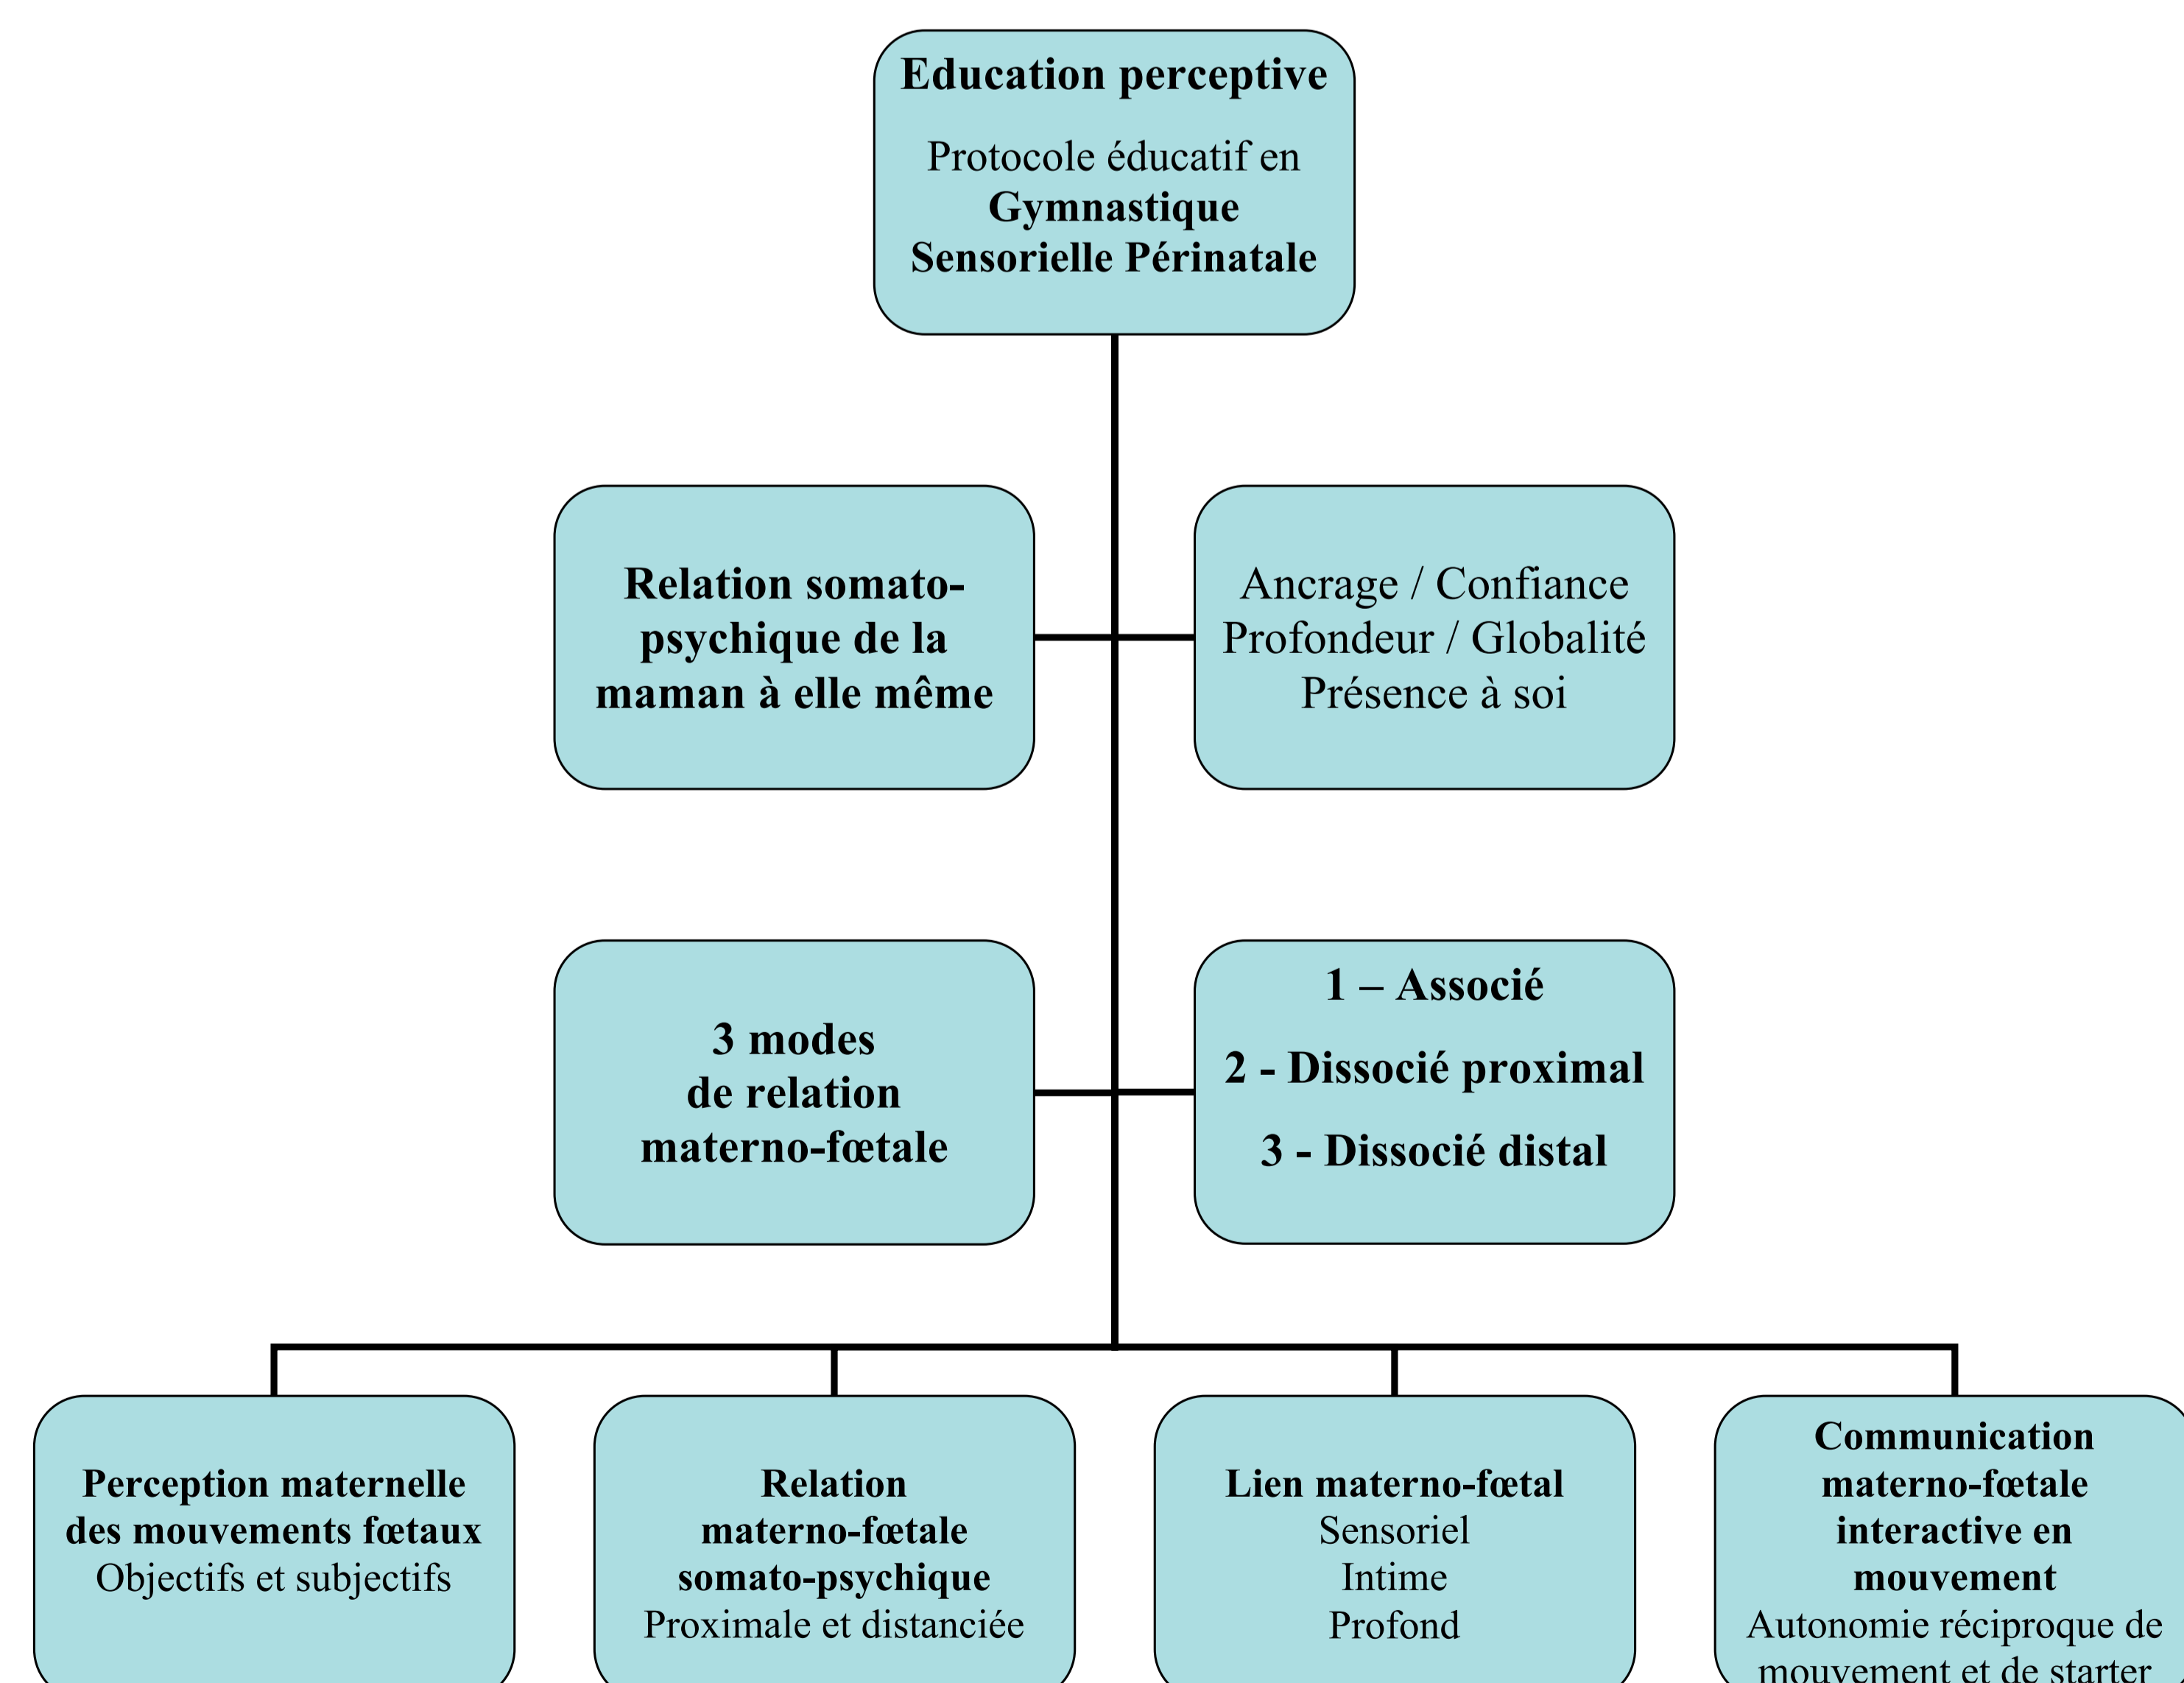 Education perceptive
Protocole éducatif en
Gymnastique
Sensorielle Périnatale
Relation somato-
psychique de la
maman à elle même
Ancrage / Confiance
Profondeur / Globalité
Présence à soi
3 modes
de relation
materno-fœtale
1 – Associé
2 - Dissocié proximal
3 - Dissocié distal
Perception maternelle
des mouvements fœtaux
Objectifs et subjectifs
Relation
materno-fœtale
somato-psychique
Proximale et distanciée
Lien materno-fœtal
Sensoriel
Intime
Profond
Communication
materno-fœtale
interactive en
mouvement
Autonomie réciproque de
mouvement et de starter